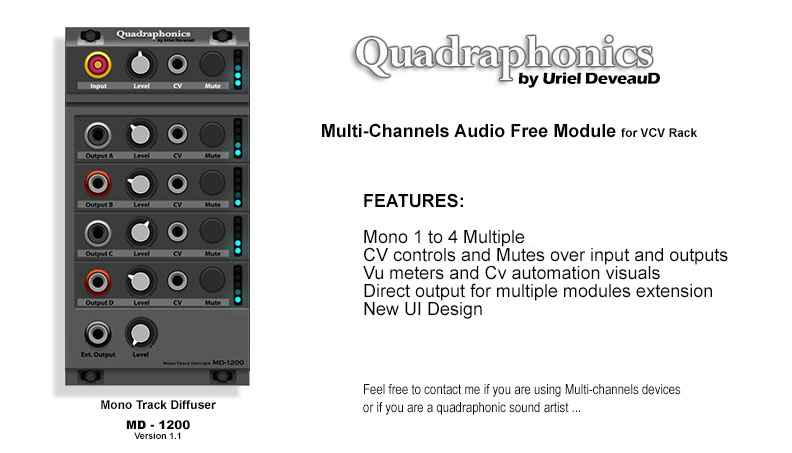 Quadraphonics
by Uriel DeveauD
Input Level CV Mute
Output A Level CV Mute
Output B Level CV Mute
Output C Level CV Mute
Output D Level CV Mute
Ext. Output Level
Mono Track Diffuser MD-1200
Mono Track Diffuser
MD - 1200
Version 1.1
Quadraphonics
by Uriel DeveauD
Multi-Channels Audio Free Module for VCV Rack
FEATURES:
Mono 1 to 4 Multiple
CV controls and Mutes over input and outputs
Vu meters and Cv automation visuals
Direct output for multiple modules extension
New UI Design
Feel free to contact me if you are using Multi-channels devices
or if you are a quadraphonic sound artist ...